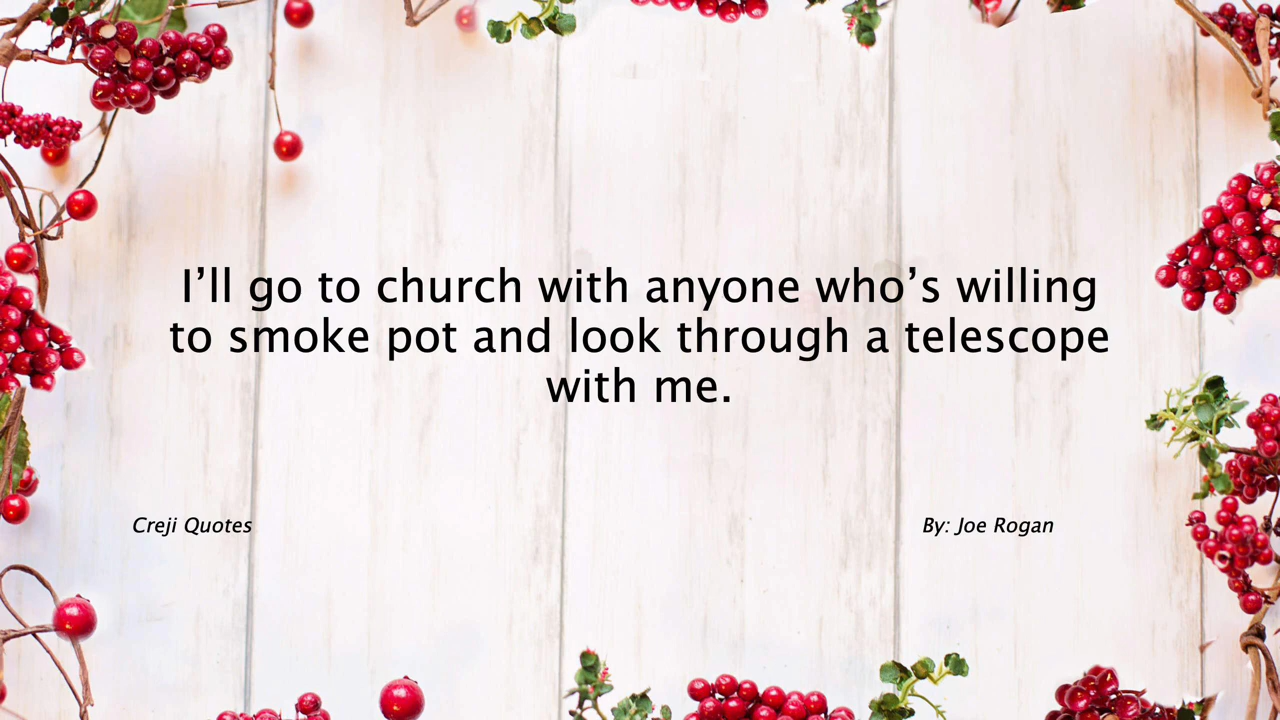 I’ll go to church with anyone who’s willing
to smoke pot and look through a telescope
with me.
Creji Quotes
By: Joe Rogan